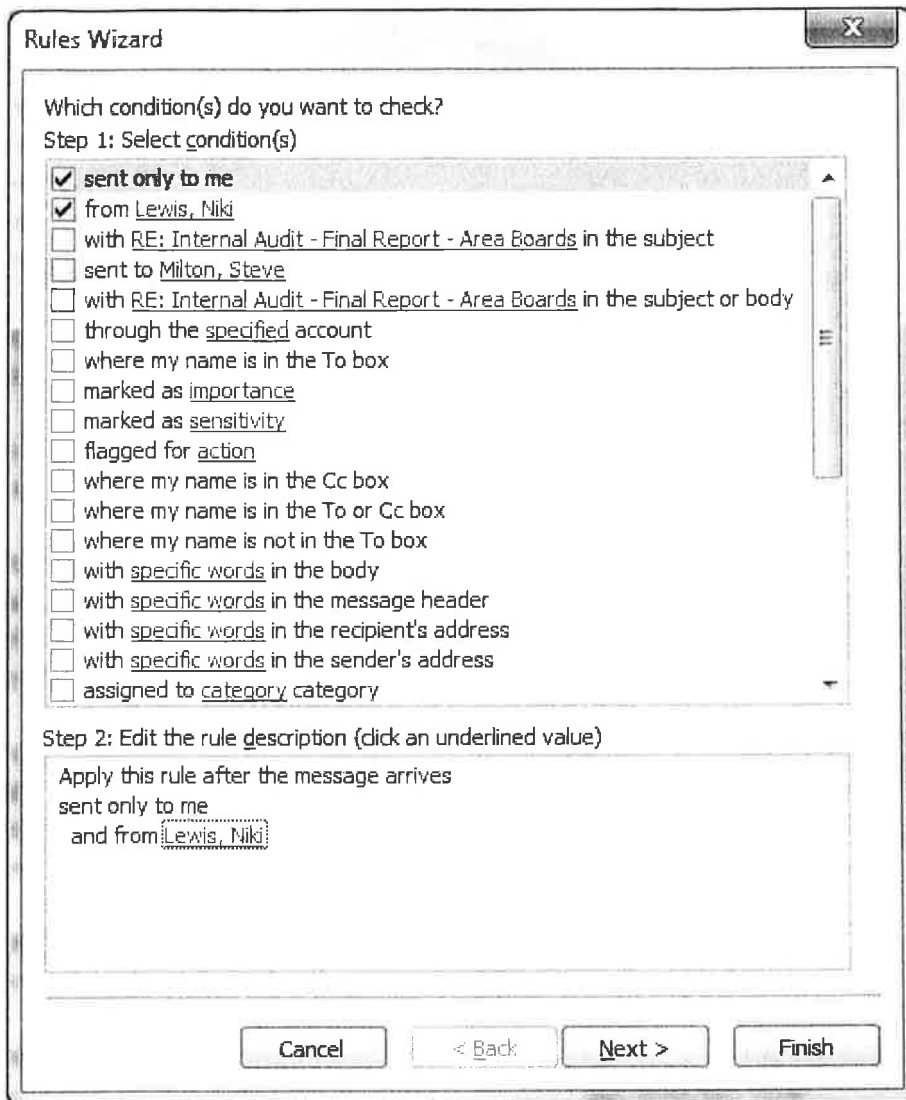 Rules Wizard
Which condition(s) do you want to check?
Step 1: Select condition(s)
sent only to me
from Lewis, Niki
with RE: Internal Audit - Final Report - Area Boards in the subject
sent to Milton, Steve
with RE: Internal Audit - Final Report - Area Boards in the subject or body
through the specified account
where my name is in the To box
marked as importance
marked as sensitivity
flagged for action
where my name is in the Cc box
where my name is in the To or Cc box
where my name is not in the To box
with specific words in the body
with specific words in the message header
with specific words in the recipient's address
with specific words in the sender's address
assigned to category category
Step 2: Edit the rule description (click an underlined value)
Apply this rule after the message arrives
sent only to me
and from Lewis, Niki
Cancel < Back Next > Finish